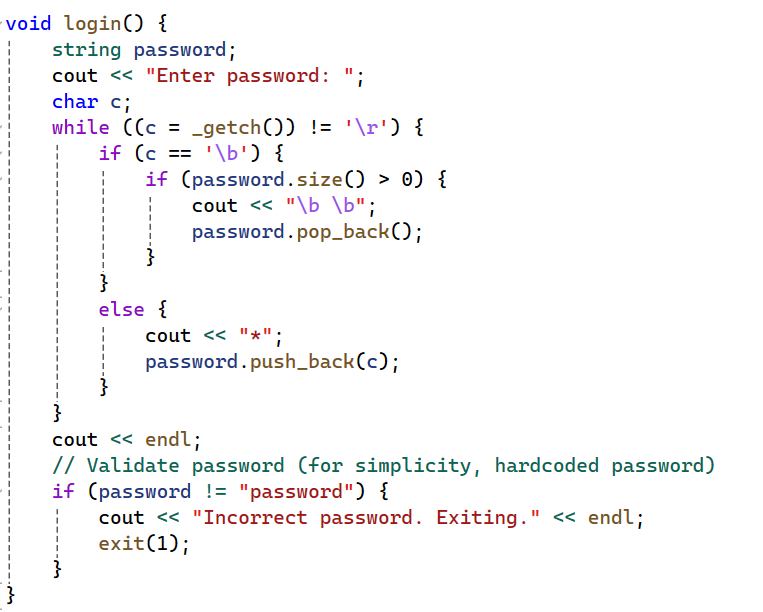 void login() {
    string password;
    cout << "Enter password: ";
    char c;
    while ((c = _getch()) != '\r') {
        if (c == '\b') {
            if (password.size() > 0) {
                cout << "\b \b";
                password.pop_back();
            }
        }
        else {
            cout << "*";
            password.push_back(c);
        }
    }
    cout << endl;
    // Validate password (for simplicity, hardcoded password)
    if (password != "password") {
        cout << "Incorrect password. Exiting." << endl;
        exit(1);
    }
}